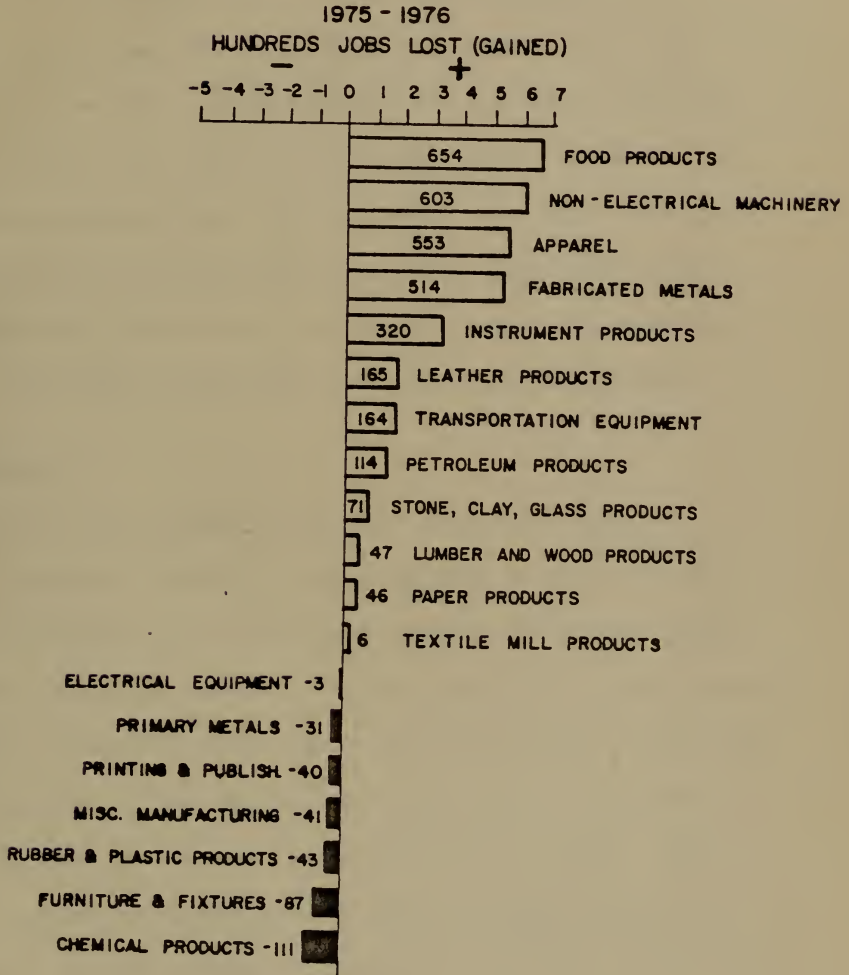 1975 - 1976
HUNDREDS JOBS LOST (GAINED)
- +
-5 -4 -3 -2 -1 0 1 2 3 4 5 6 7
654 FOOD PRODUCTS
603 NON-ELECTRICAL MACHINERY
553 APPAREL
514 FABRICATED METALS
320 INSTRUMENT PRODUCTS
165 LEATHER PRODUCTS
164 TRANSPORTATION EQUIPMENT
114 PETROLEUM PRODUCTS
71 STONE, CLAY, GLASS PRODUCTS
47 LUMBER AND WOOD PRODUCTS
46 PAPER PRODUCTS
6 TEXTILE MILL PRODUCTS
ELECTRICAL EQUIPMENT -3
PRIMARY METALS -31
PRINTING & PUBLISH. -40
MISC. MANUFACTURING -41
RUBBER & PLASTIC PRODUCTS -43
FURNITURE & FIXTURES -87
CHEMICAL PRODUCTS -111